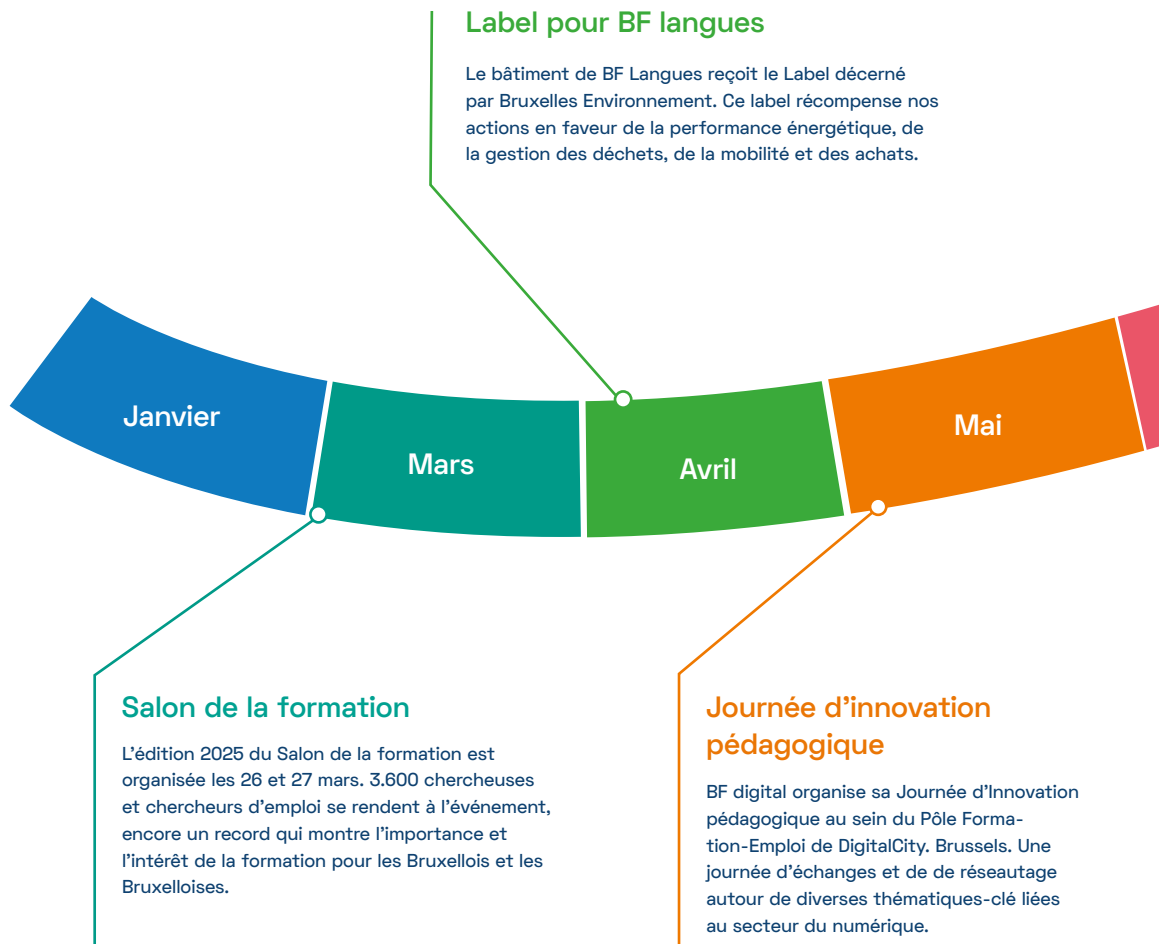 Label pour BF langues
Le bâtiment de BF Langues reçoit le Label décerné
par Bruxelles Environnement. Ce label récompense nos
actions en faveur de la performance énergétique, de
la gestion des déchets, de la mobilité et des achats.
Janvier
Mars
Avril
Mai
Salon de la formation
L'édition 2025 du Salon de la formation est
organisée les 26 et 27 mars. 3.600 chercheuses
et chercheurs d'emploi se rendent à l'événement,
encore un record qui montre l'importance et
l'intérêt de la formation pour les Bruxellois et les
Bruxelloises.
Journée d'innovation
pédagogique
BF digital organise sa Journée d'Innovation
pédagogique au sein du Pôle Forma-
tion-Emploi de DigitalCity. Brussels. Une
journée d'échanges et de de réseautage
autour de diverses thématiques-clé liées
au secteur du numérique.